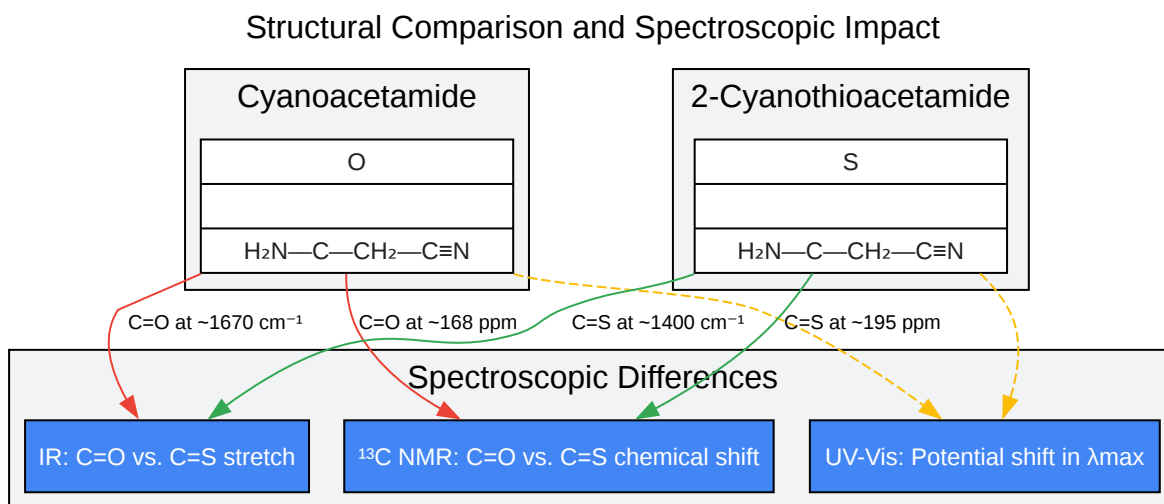 Structural Comparison and Spectroscopic Impact
Cyanoacetamide
O
H₂N—C—CH₂—C≡N
2-Cyanothioacetamide
S
H₂N—C—CH₂—C≡N
C=O at ~1670 cm⁻¹
C=O at ~168 ppm
C=S at ~1400 cm⁻¹
C=S at ~195 ppm
Spectroscopic Differences
IR: C=O vs. C=S stretch
¹³C NMR: C=O vs. C=S chemical shift
UV-Vis: Potential shift in λmax